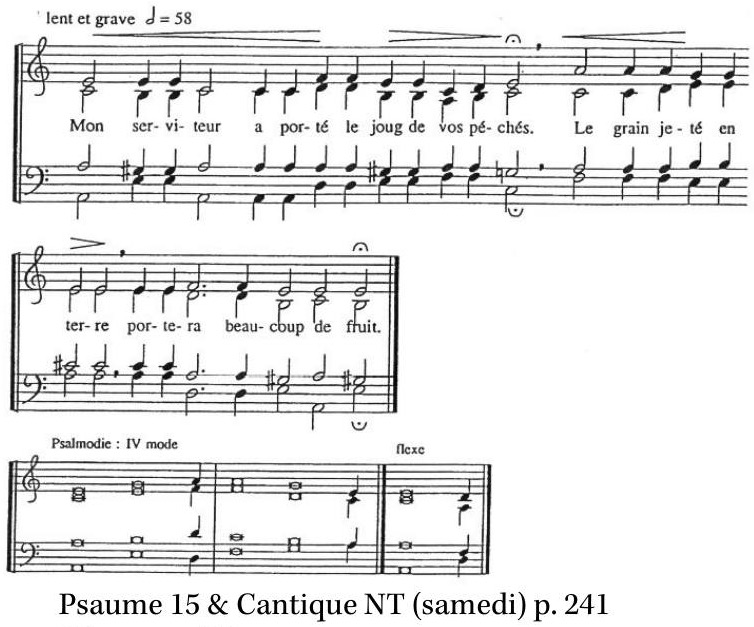 lent et grave 𝅗𝅥 = 58
Mon ser- vi- teur a por- té le joug de vos pé- chés. Le grain je - té en
ter- re por- te- ra beau- coup de fruit.
Psalmodie : IV mode
flexe
Psaume 15 & Cantique NT (samedi) p. 241